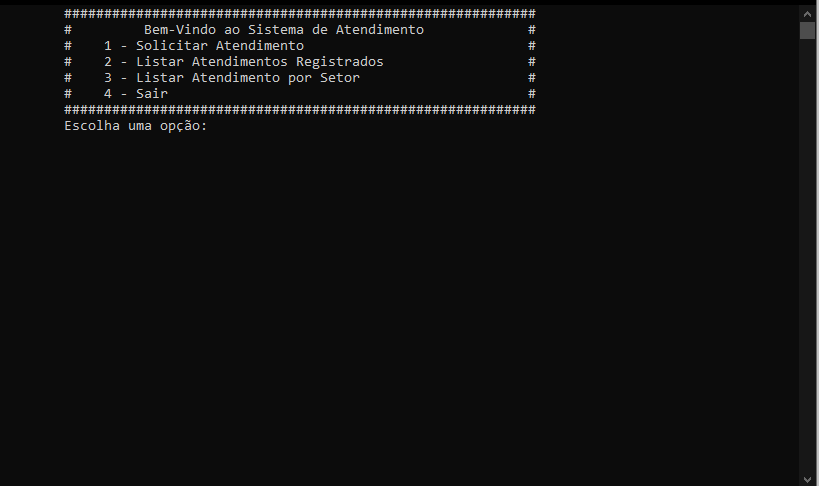 ###########################################################
#         Bem-Vindo ao Sistema de Atendimento             #
#    1 - Solicitar Atendimento                            #
#    2 - Listar Atendimentos Registrados                  #
#    3 - Listar Atendimento por Setor                     #
#    4 - Sair                                             #
###########################################################
Escolha uma opção: